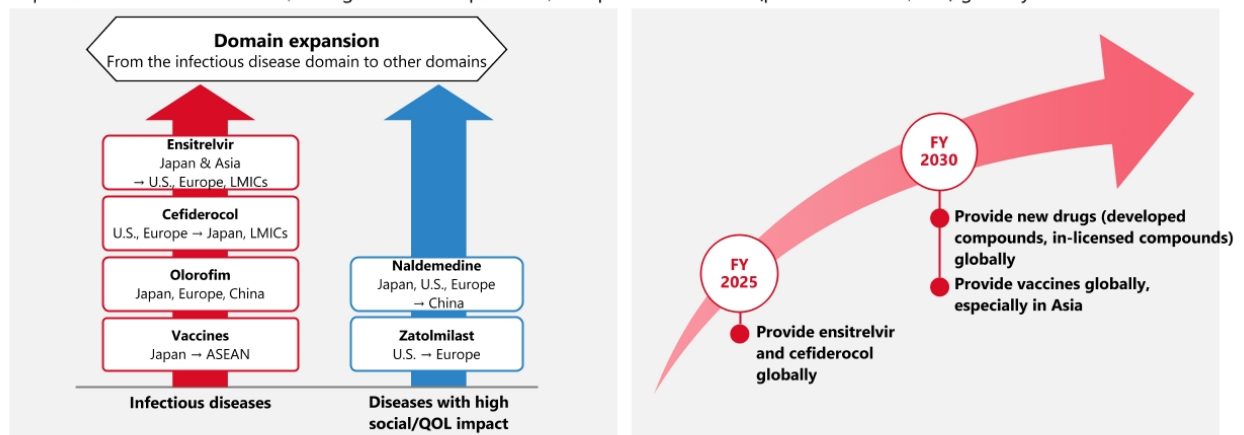 Domain expansion
From the infectious disease domain to other domains
Ensitrelvir
Japan & Asia
→ U.S., Europe, LMICs
Cefiderocol
U.S., Europe → Japan, LMICs
Olorofim
Japan, Europe, China
Vaccines
Japan → ASEAN
Infectious diseases
Naldemedine
Japan, U.S., Europe
→ China
Zatolmilast
U.S. → Europe
Diseases with high
social/QOL impact
FY
2025
Provide ensitrelvir
and cefiderocol
globally
FY
2030
Provide new drugs (developed
compounds, in-licensed compounds)
globally
Provide vaccines globally,
especially in Asia